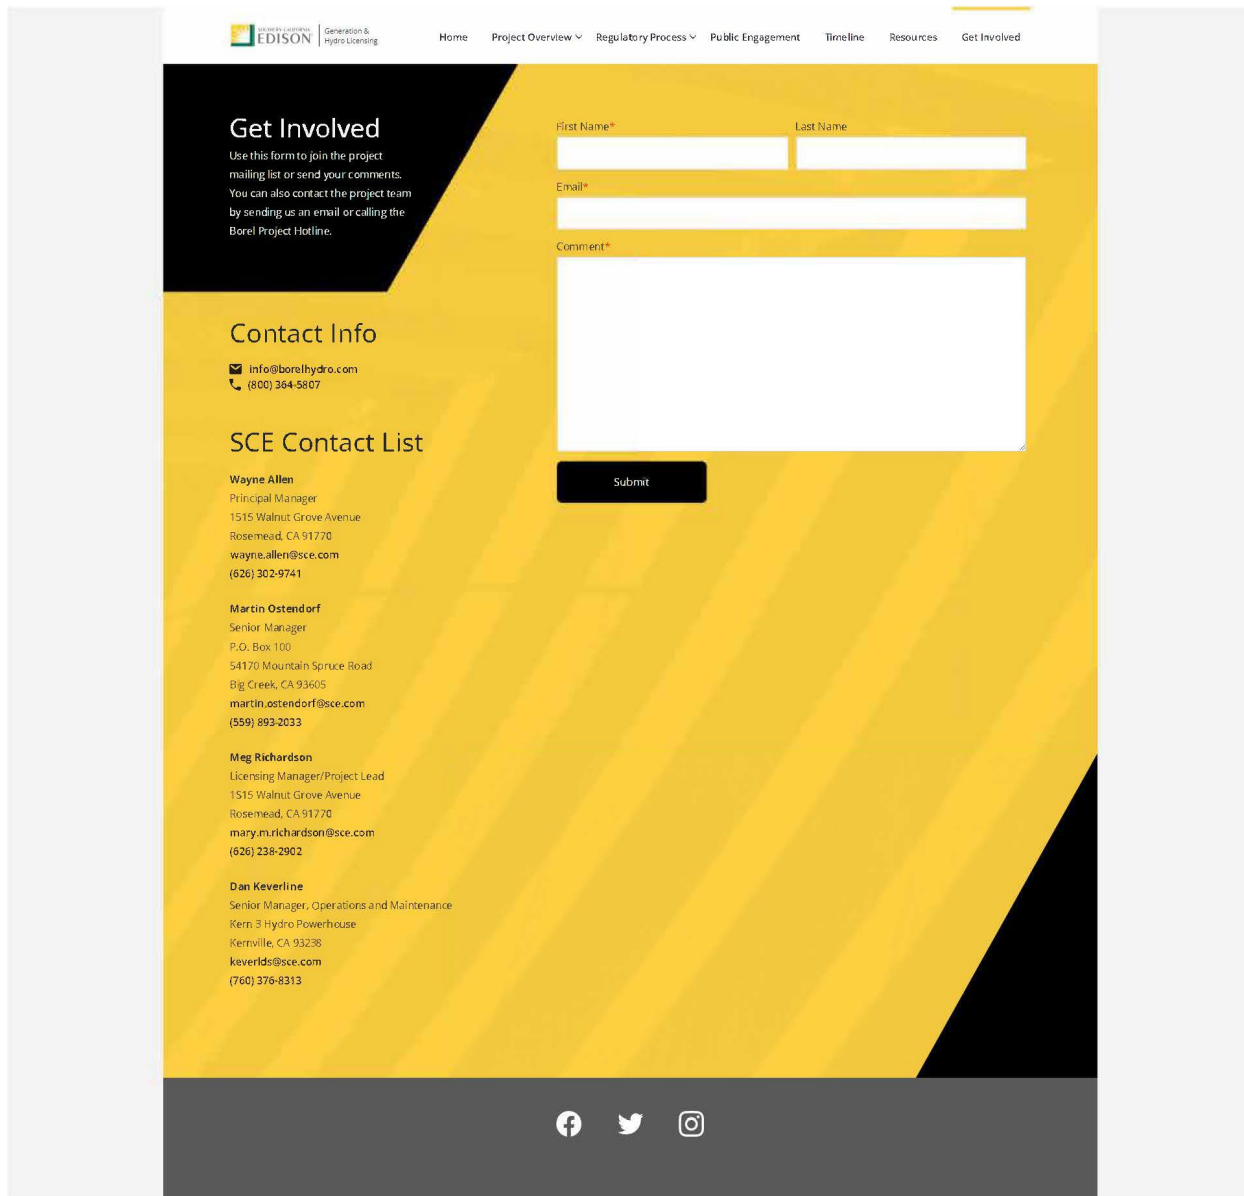 SOUTHERN CALIFORNIA
EDISON
Generation &
Hydro Licensing
Home
Project Overview
Regulatory Process
Public Engagement
Timeline
Resources
Get Involved
Get Involved
Use this form to join the project
mailing list or send your comments.
You can also contact the project team
by sending us an email or calling the
Borel Project Hotline.
First Name*
Last Name
Email*
Comment*
Submit
Contact Info
info@borelhydro.com
(800) 364-5807
SCE Contact List
Wayne Allen
Principal Manager
1515 Walnut Grove Avenue
Rosemead, CA 91770
wayne.allen@sce.com
(626) 302-9741
Martin Ostendorf
Senior Manager
P.O. Box 100
54170 Mountain Spruce Road
Big Creek, CA 93605
martin.ostendorf@sce.com
(559) 893-2033
Meg Richardson
Licensing Manager/Project Lead
1515 Walnut Grove Avenue
Rosemead, CA 91770
mary.m.richardson@sce.com
(626) 238-2902
Dan Keverline
Senior Manager, Operations and Maintenance
Kern 3 Hydro Powerhouse
Kernville, CA 93238
keverlds@sce.com
(760) 376-8313